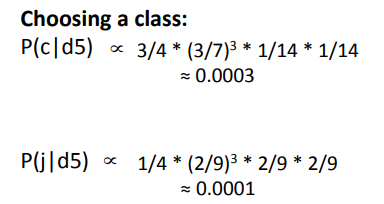 Choosing a class:
P(c|d5) ∝ 3/4 * (3/7)³ * 1/14 * 1/14
≈ 0.0003
P(j|d5) ∝ 1/4 * (2/9)³ * 2/9 * 2/9
≈ 0.0001